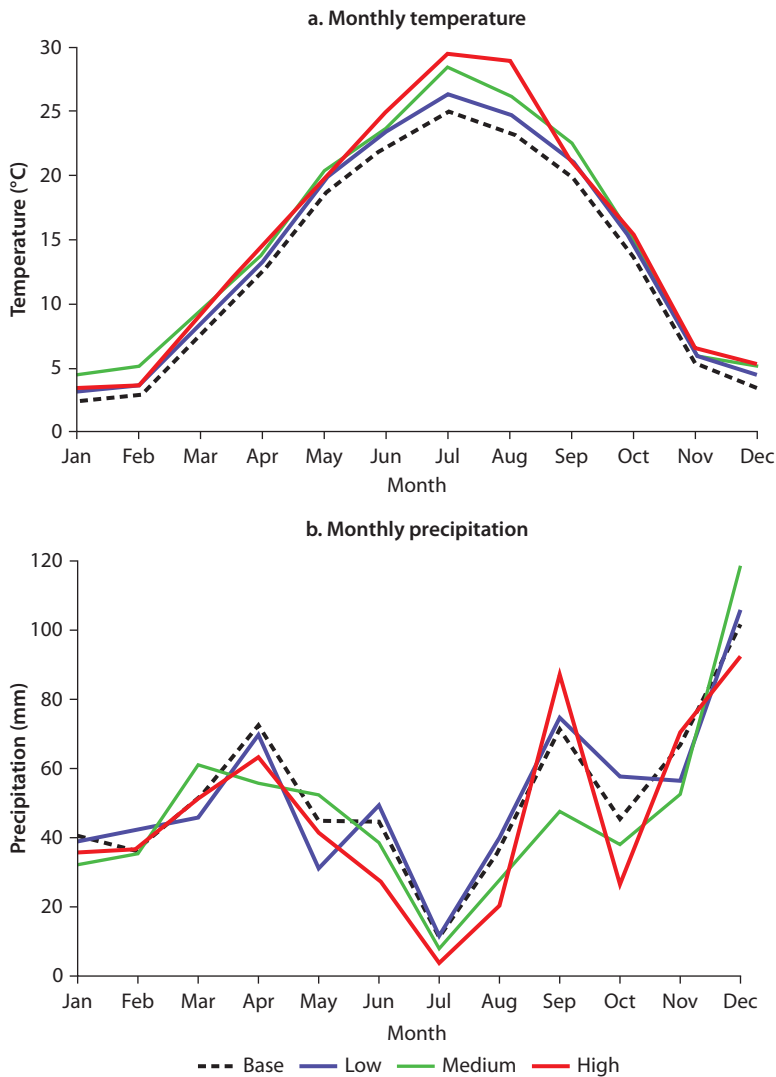 a. Monthly temperature
30
25
20
15
10
5
0
Temperature (°C)
Jan Feb Mar Apr May Jun Jul Aug Sep Oct Nov Dec
Month
b. Monthly precipitation
120
100
80
60
40
20
0
Precipitation (mm)
Jan Feb Mar Apr May Jun Jul Aug Sep Oct Nov Dec
Month
Base Low Medium High